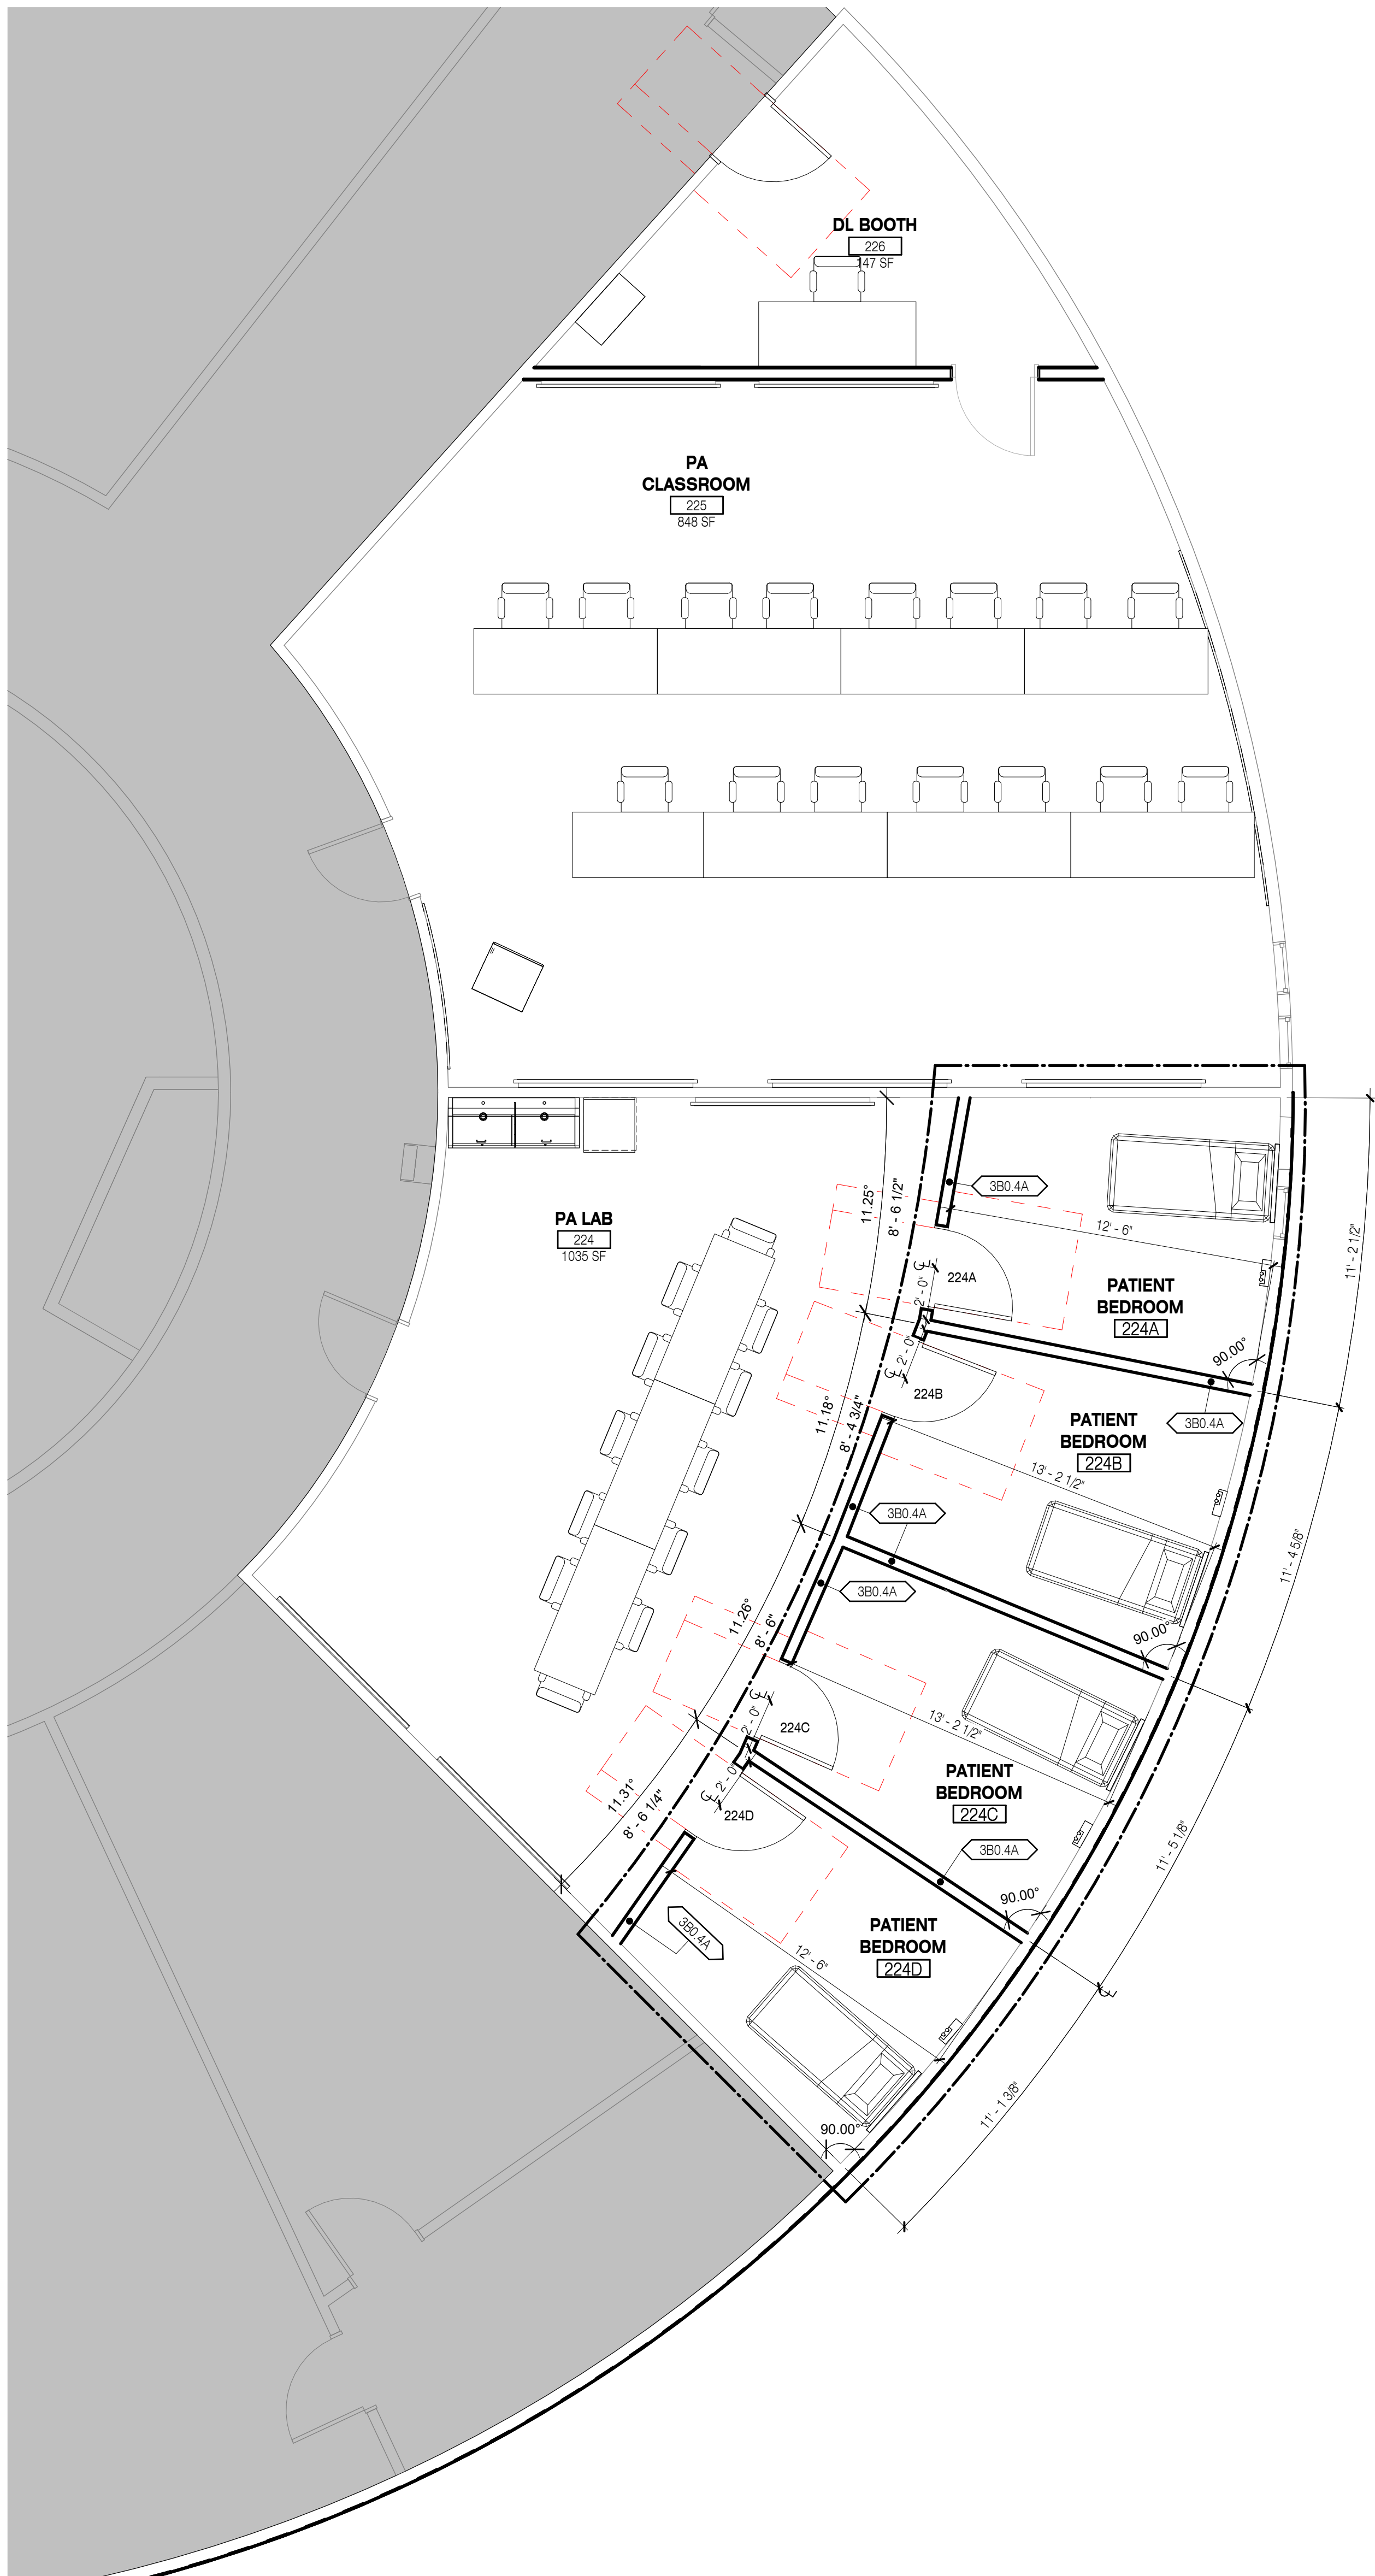 DL BOOTH
226
147 SF
PA
CLASSROOM
225
848 SF
PA LAB
224
1035 SF
11.25°
8' - 6 1/2"
3B0.4A
12' - 6"
11' - 2 1/2"
224A
2' - 0"
PATIENT
BEDROOM
224A
90.00°
2' - 0"
224B
3B0.4A
11.18°
8' - 4 3/4"
PATIENT
BEDROOM
224B
13' - 2 1/2"
3B0.4A
11' - 4 5/8"
3B0.4A
11.26°
8' - 6"
90.00°
2' - 0"
224C
13' - 2 1/2"
PATIENT
BEDROOM
224C
2' - 0"
11.31°
8' - 6 1/4"
224D
3B0.4A
11' - 5 1/8"
90.00°
3B0.4A
PATIENT
BEDROOM
224D
12' - 6"
11' - 1 3/8"
90.00°